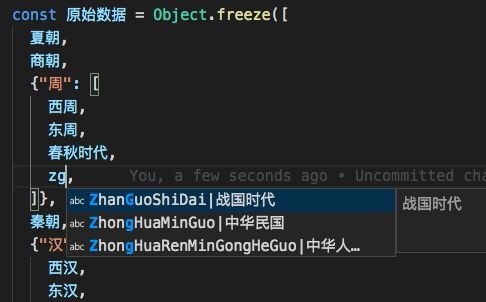 const 原始数据 = Object.freeze([
夏朝,
商朝,
{"周": [
西周,
东周,
春秋时代,
zg, You, a few seconds ago • Uncommitted cha
]},
abc ZhanGuoShiDai|战国时代 战国时代
abc ZhongHuaMinGuo|中华民国
秦朝,
{"汉"
abc ZhongHuaRenMinGongHeGuo|中华人…
西汉,
东汉,